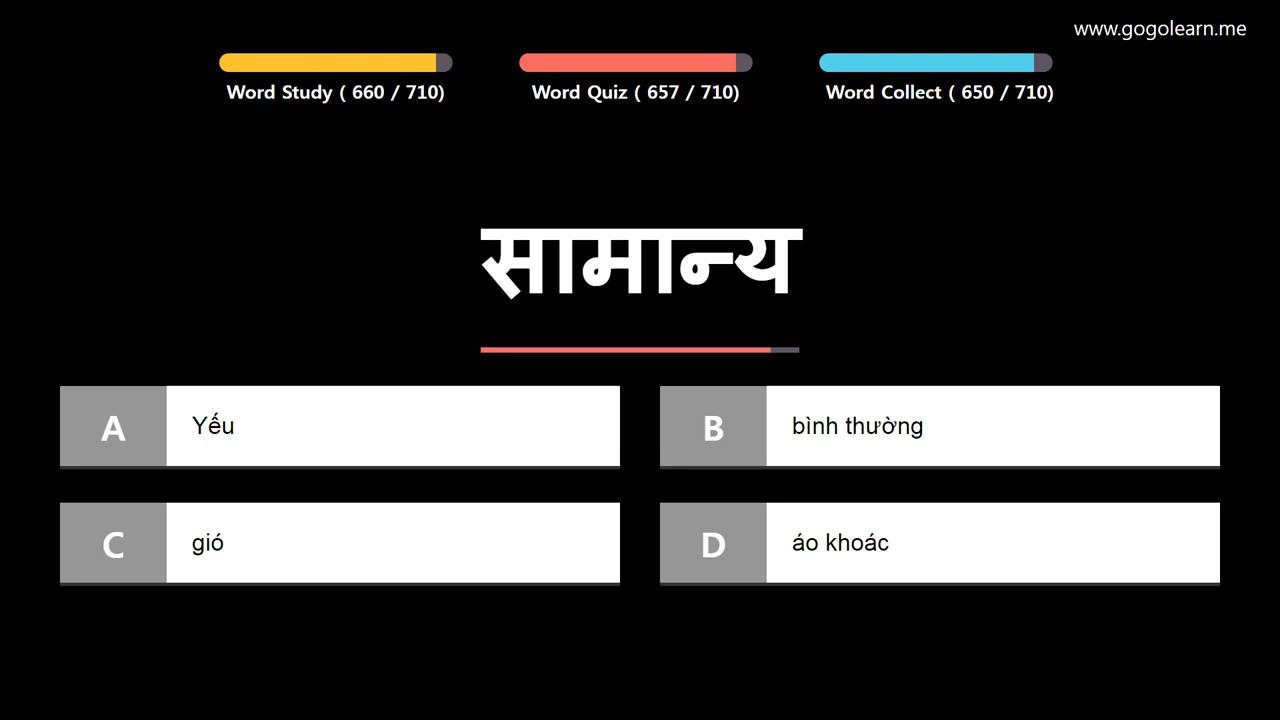 www.gogolearn.me
Word Study ( 660 / 710)
Word Quiz ( 657 / 710)
Word Collect ( 650 / 710)
सामान्य
A Yếu
B bình thường
C gió
D áo khoác